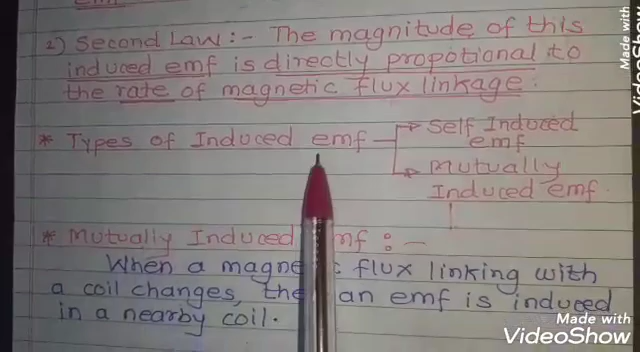 2) Second Law :- The magnitude of this
induced emf is directly propotional to
the rate of magnetic flux linkage.
* Types of Induced emf → Self Induced
emf
→ Mutually
Induced emf.
* Mutually Induced mf : -
When a magne c flux linking with
a coil changes, the an emf is induced
in a nearby coil.
Made with
VideoShow
Made with